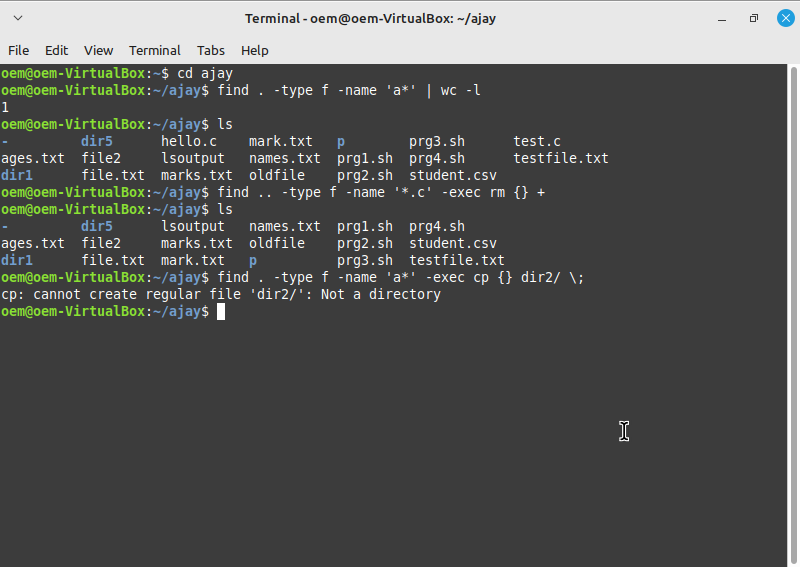 Terminal - oem@oem-VirtualBox: ~/ajay
File Edit View Terminal Tabs Help
oem@oem-VirtualBox:~$ cd ajay
oem@oem-VirtualBox:~/ajay$ find . -type f -name 'a*' | wc -l
1
oem@oem-VirtualBox:~/ajay$ ls
- dir5 hello.c mark.txt p prg3.sh test.c
ages.txt file2 lsoutput names.txt prg1.sh prg4.sh testfile.txt
dir1 file.txt marks.txt oldfile prg2.sh student.csv
oem@oem-VirtualBox:~/ajay$ find .. -type f -name '*.c' -exec rm {} +
oem@oem-VirtualBox:~/ajay$ ls
- dir5 lsoutput names.txt prg1.sh prg4.sh
ages.txt file2 marks.txt oldfile prg2.sh student.csv
dir1 file.txt mark.txt p prg3.sh testfile.txt
oem@oem-VirtualBox:~/ajay$ find . -type f -name 'a*' -exec cp {} dir2/ \;
cp: cannot create regular file 'dir2/': Not a directory
oem@oem-VirtualBox:~/ajay$